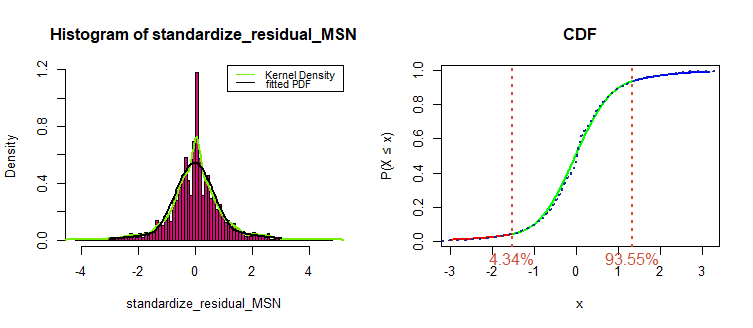 Histogram of standardize_residual_MSN
Density
0.0 0.4 0.8 1.2
Kernel Density
fitted PDF
-4 -2 0 2 4
standardize_residual_MSN
CDF
P(X ≤ x)
0.0 0.2 0.4 0.6 0.8 1.0
-3 -2 -1 0 1 2 3
4.34% 93.55%
x